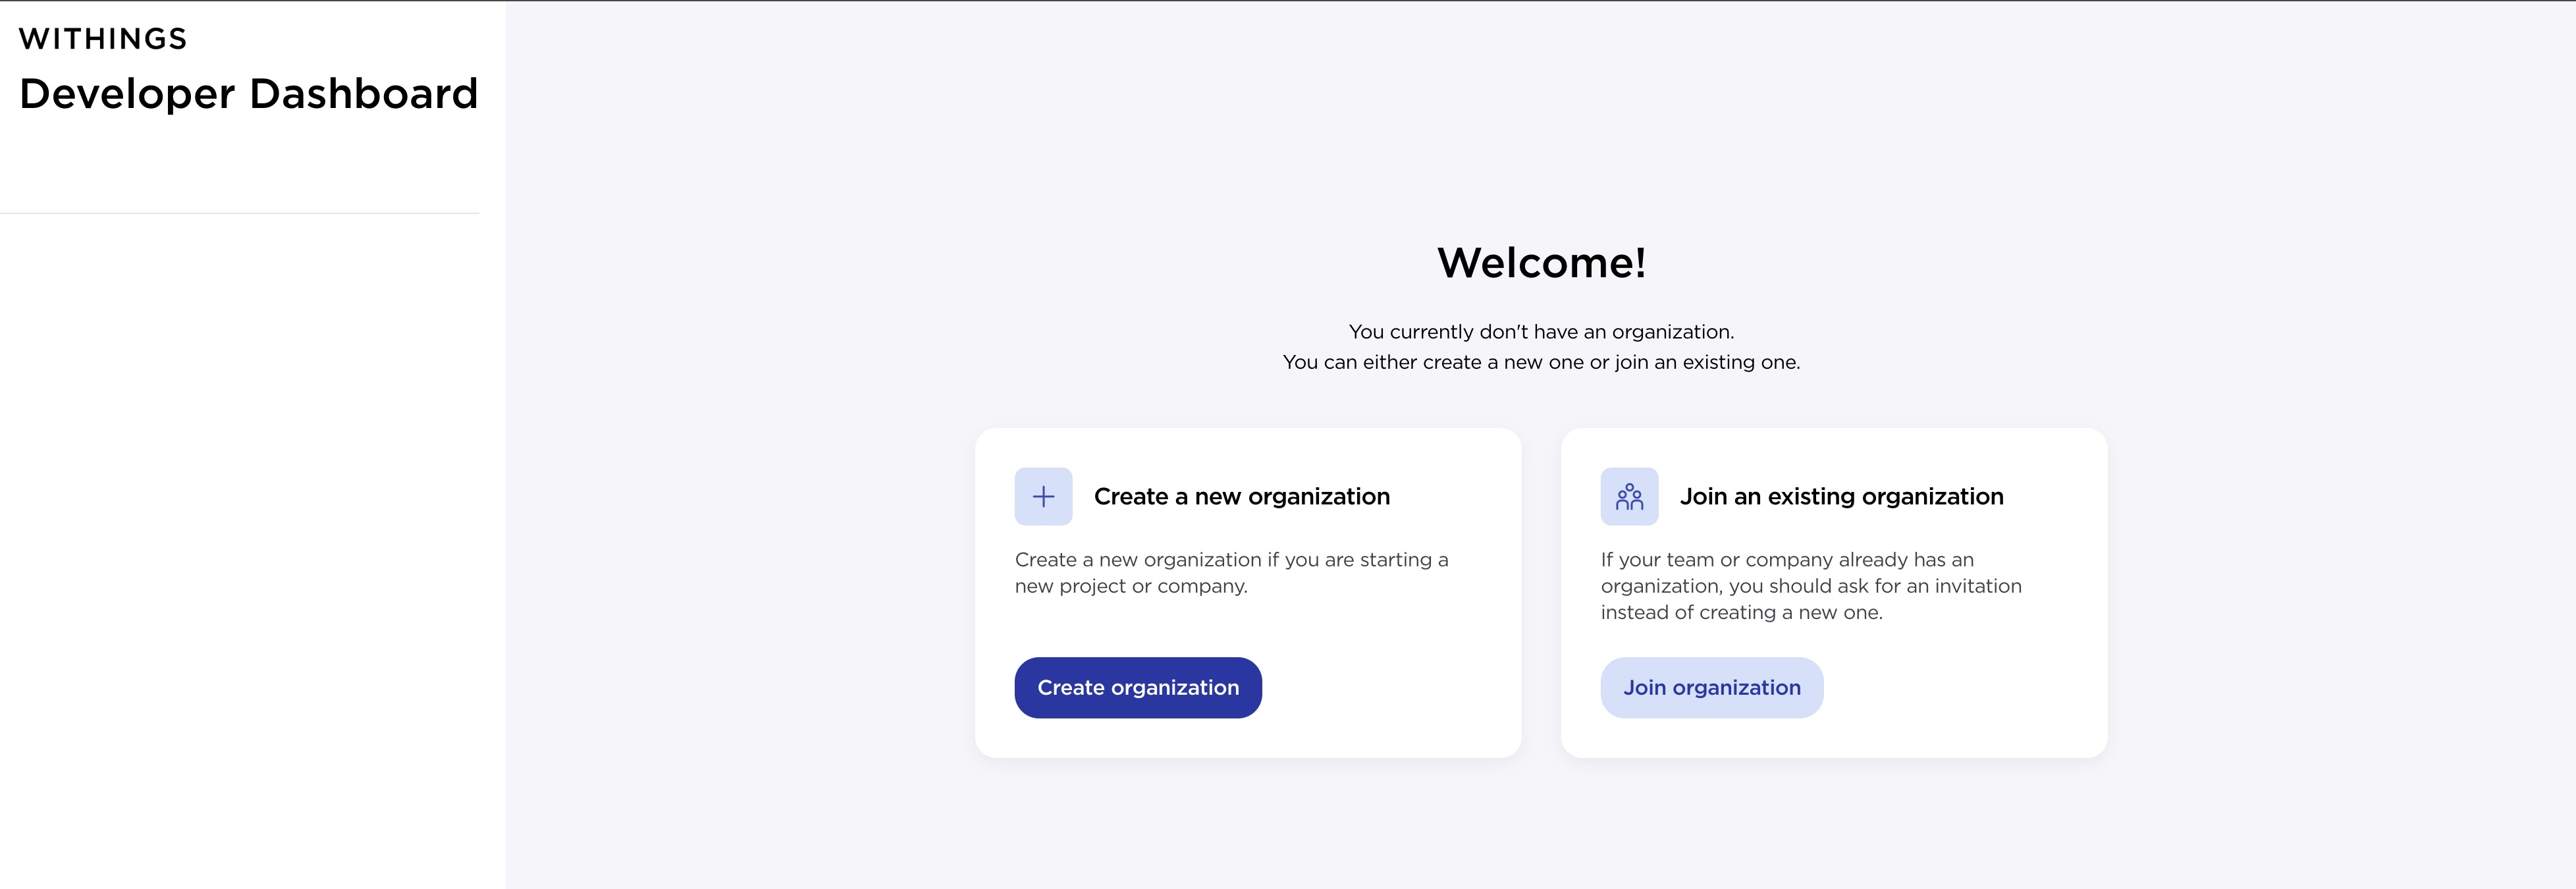 WITHINGS
Developer Dashboard
Welcome!
You currently don't have an organization.
You can either create a new one or join an existing one.
Create a new organization
Create a new organization if you are starting a
new project or company.
Create organization
Join an existing organization
If your team or company already has an
organization, you should ask for an invitation
instead of creating a new one.
Join organization